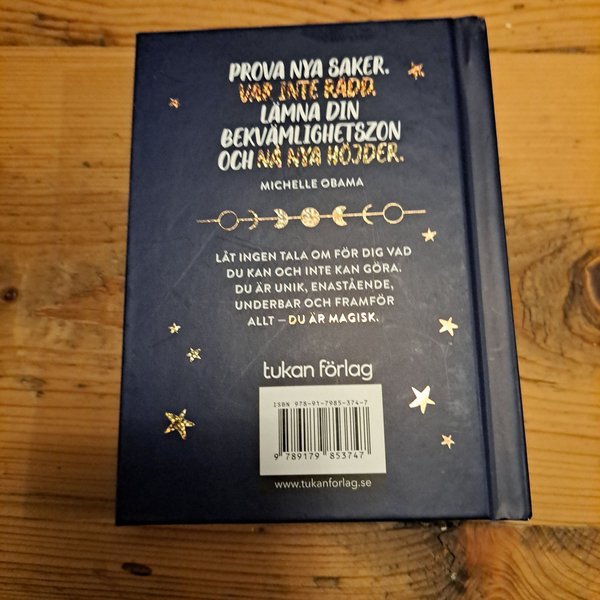 PROVA NYA SAKER.
VAR INTE RÄDD.
LÄMNA DIN
BEKVÄMLIGHETSZON
OCH NÅ NYA HÖJDER.
MICHELLE OBAMA
LÅT INGEN TALA OM FÖR DIG VAD
DU KAN OCH INTE KAN GÖRA.
DU ÄR UNIK, ENASTÅENDE,
UNDERBAR OCH FRAMFÖR
ALLT – DU ÄR MAGISK.
tukan förlag
ISBN 978-91-7985-374-7
9 789179 853747
www.tukanforlag.se